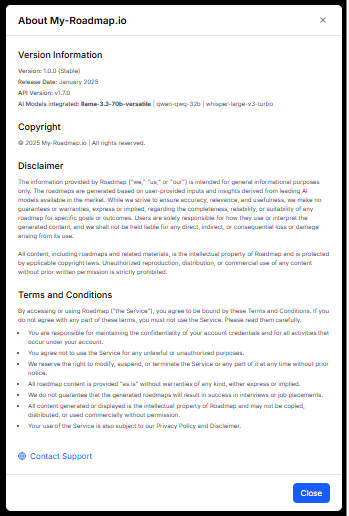 About My-Roadmap.io
×
Version Information
Version: 1.0.0 (Stable)
Release Date: January 2025
API Version: v1.7.0
AI Models integrated: llama-3.3-70b-versatile | qwen-qwq-32b | whisper-large-v3-turbo
Copyright
© 2025 My-Roadmap.io | All rights reserved.
Disclaimer
The information provided by Roadmap ("we," "us," or "our") is intended for general informational purposes
only. The roadmaps are generated based on user-provided inputs and insights derived from leading AI
models available in the market. While we strive to ensure accuracy, relevance, and usefulness, we make no
guarantees or warranties, express or implied, regarding the completeness, reliability, or suitability of any
roadmap for specific goals or outcomes. Users are solely responsible for how they use or interpret the
generated content, and we shall not be held liable for any direct, indirect, or consequential loss or damage
arising from its use.
All content, including roadmaps and related materials, is the intellectual property of Roadmap and is protected
by applicable copyright laws. Unauthorized reproduction, distribution, or commercial use of any content
without prior written permission is strictly prohibited.
Terms and Conditions
By accessing or using Roadmap ("the Service"), you agree to be bound by these Terms and Conditions. If you
do not agree with any part of these terms, you must not use the Service. Please read them carefully.
• You are responsible for maintaining the confidentiality of your account credentials and for all activities that
occur under your account.
• You agree not to use the Service for any unlawful or unauthorized purposes.
• We reserve the right to modify, suspend, or terminate the Service or any part of it at any time without prior
notice.
• All roadmap content is provided "as is" without warranties of any kind, either express or implied.
• We do not guarantee that the generated roadmaps will result in success in interviews or job placements.
• All content generated or displayed is the intellectual property of Roadmap and may not be copied,
distributed, or used commercially without permission.
• Your use of the Service is also subject to our Privacy Policy and Disclaimer.
Contact Support
Close